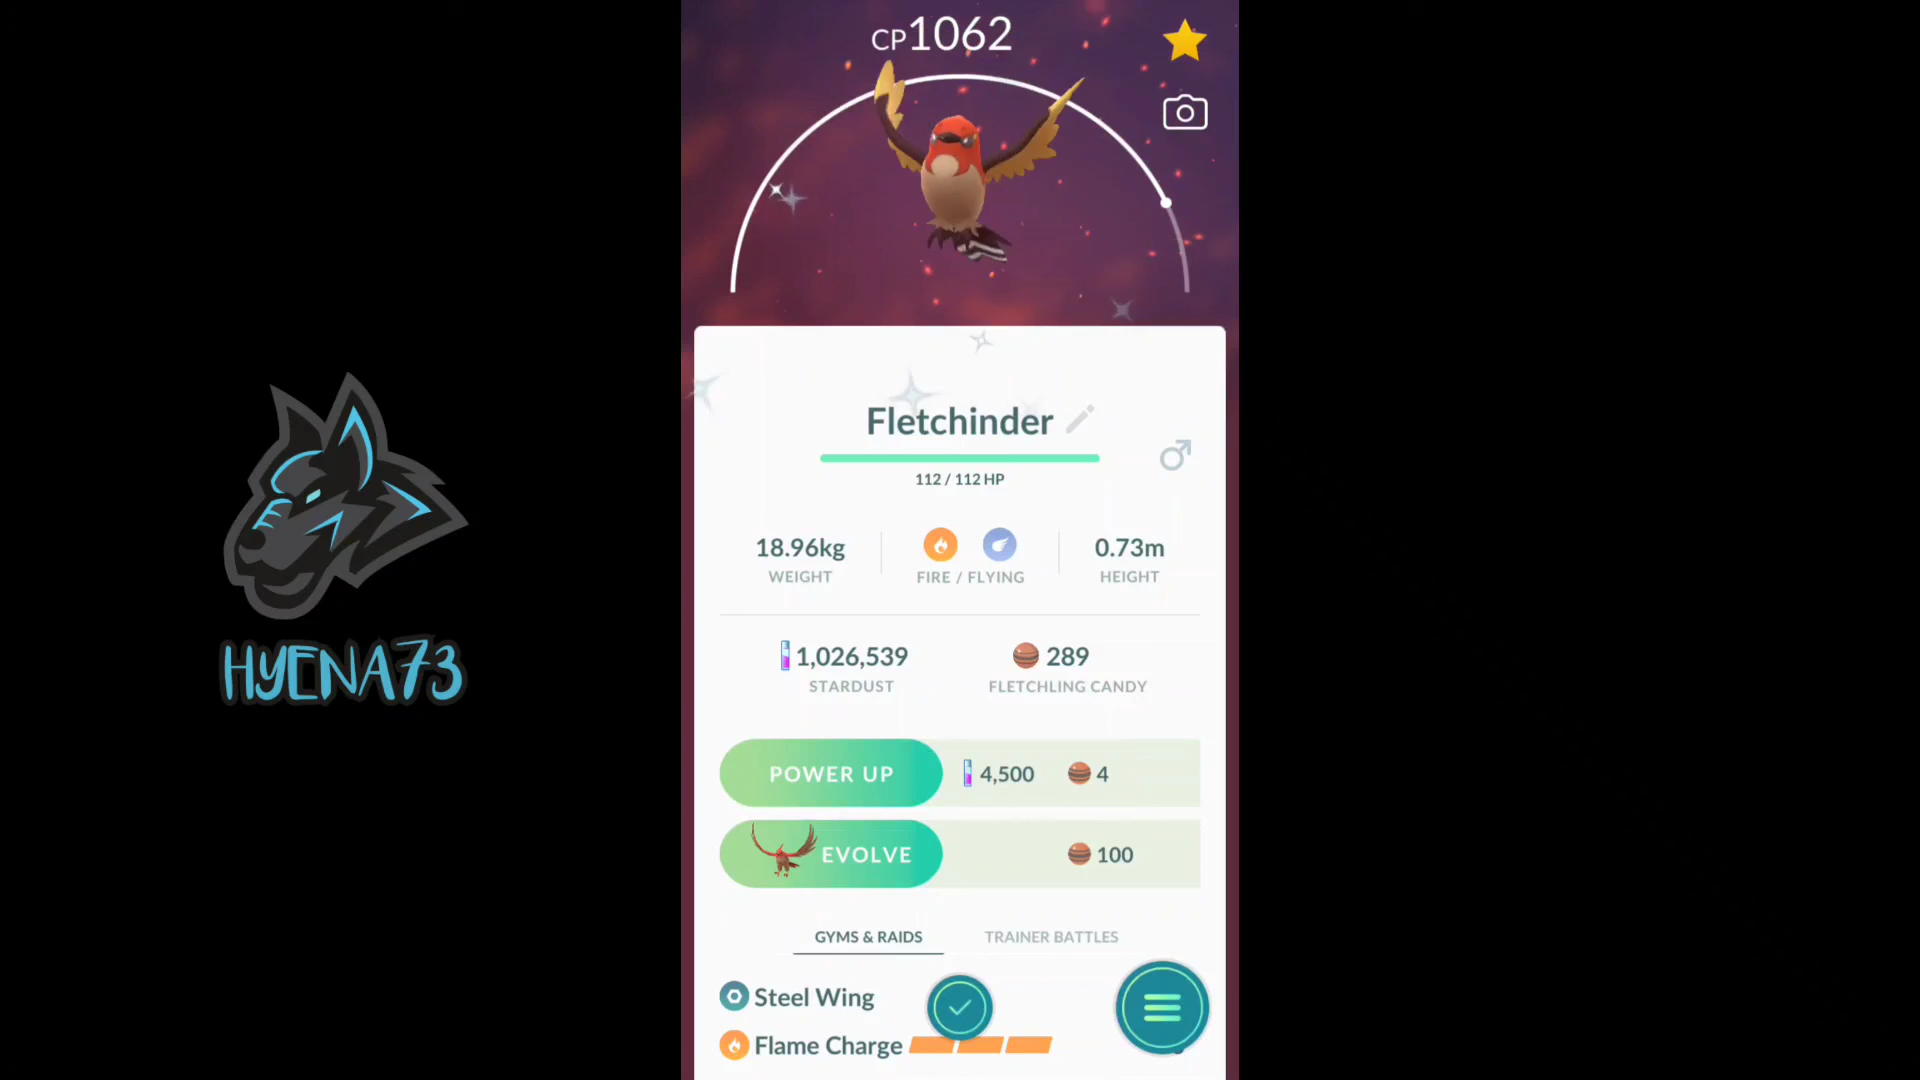 CP1062
Fletchinder
112 / 112 HP
18.96kg
WEIGHT
FIRE / FLYING
0.73m
HEIGHT
1,026,539
STARDUST
289
FLETCHLING CANDY
POWER UP 4,500 4
EVOLVE 100
GYMS & RAIDS TRAINER BATTLES
Steel Wing
Flame Charge
HYENA73